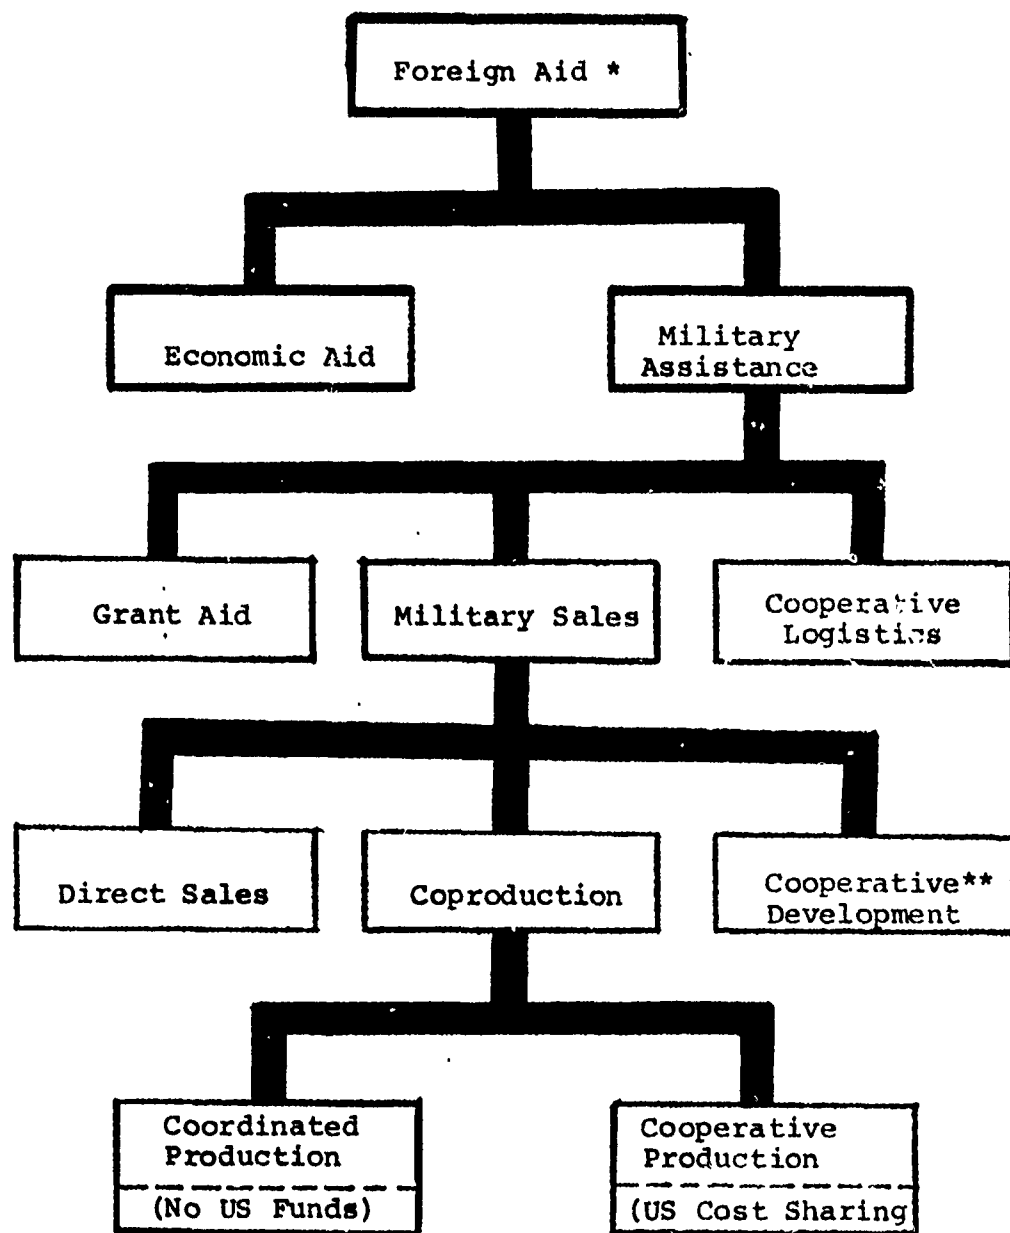 Foreign Aid *
Economic Aid
Military
Assistance
Grant Aid
Military Sales
Cooperative
Logistics
Direct Sales
Coproduction
Cooperative**
Development
Coordinated
Production
(No US Funds)
Cooperative
Production
(US Cost Sharing